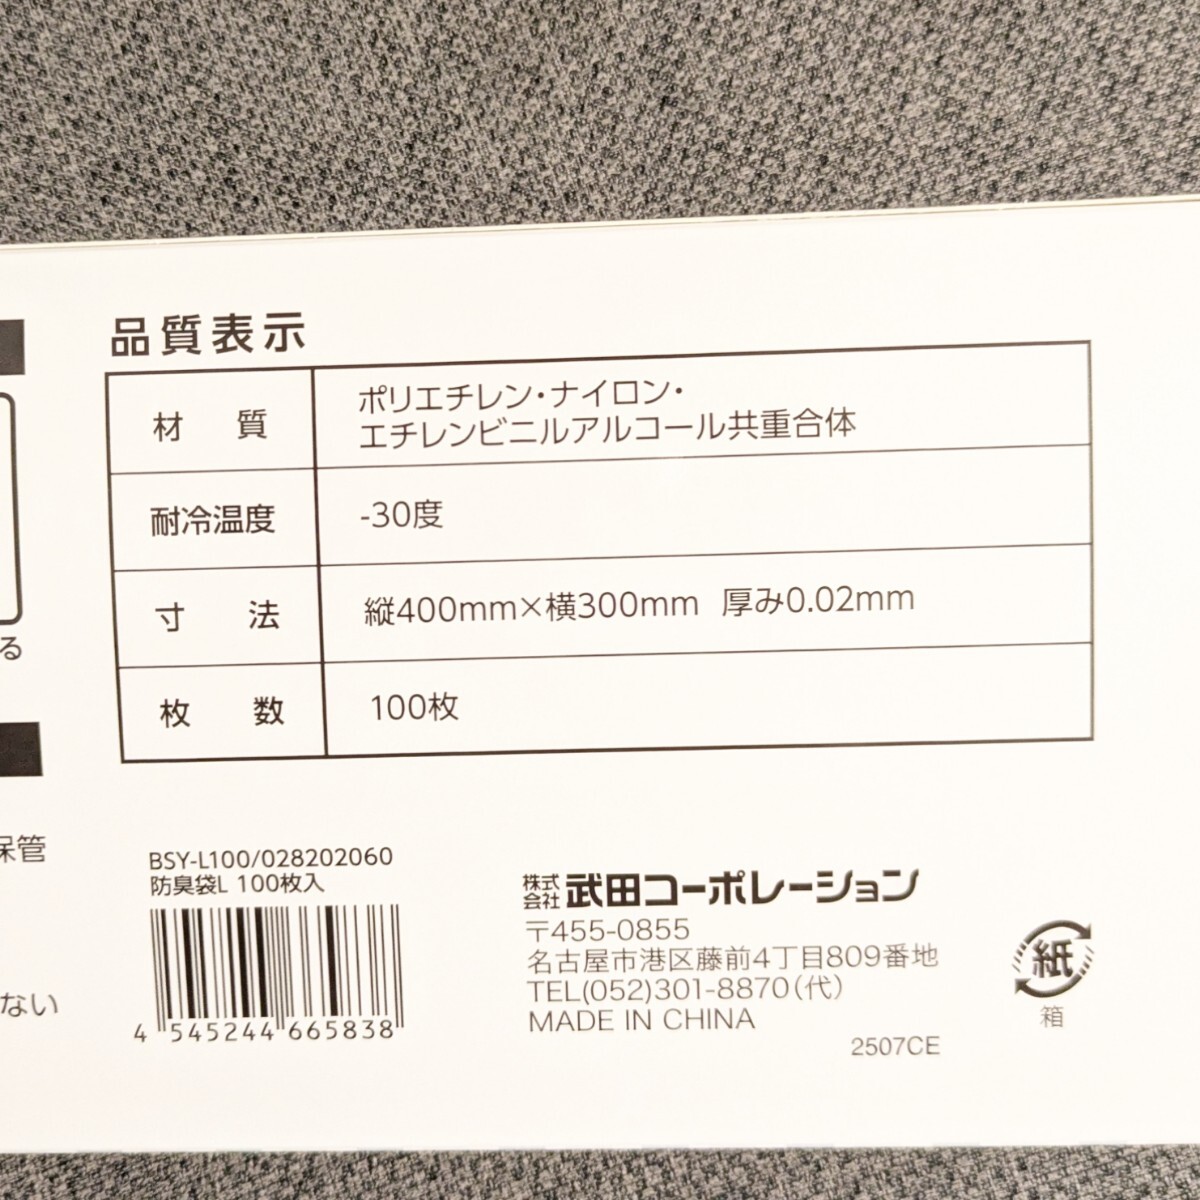 品質表示
材 質
ポリエチレン・ナイロン・
エチレンビニルアルコール共重合体
耐冷温度
-30度
寸 法
縦400mm×横300mm 厚み0.02mm
枚 数
100枚
る
保管
ない
BSY-L100/028202060
防臭袋L 100枚入
4 545244 665838
株式会社 武田コーポレーション
〒455-0855
名古屋市港区藤前4丁目809番地
TEL(052)301-8870(代)
MADE IN CHINA
2507CE
紙
箱